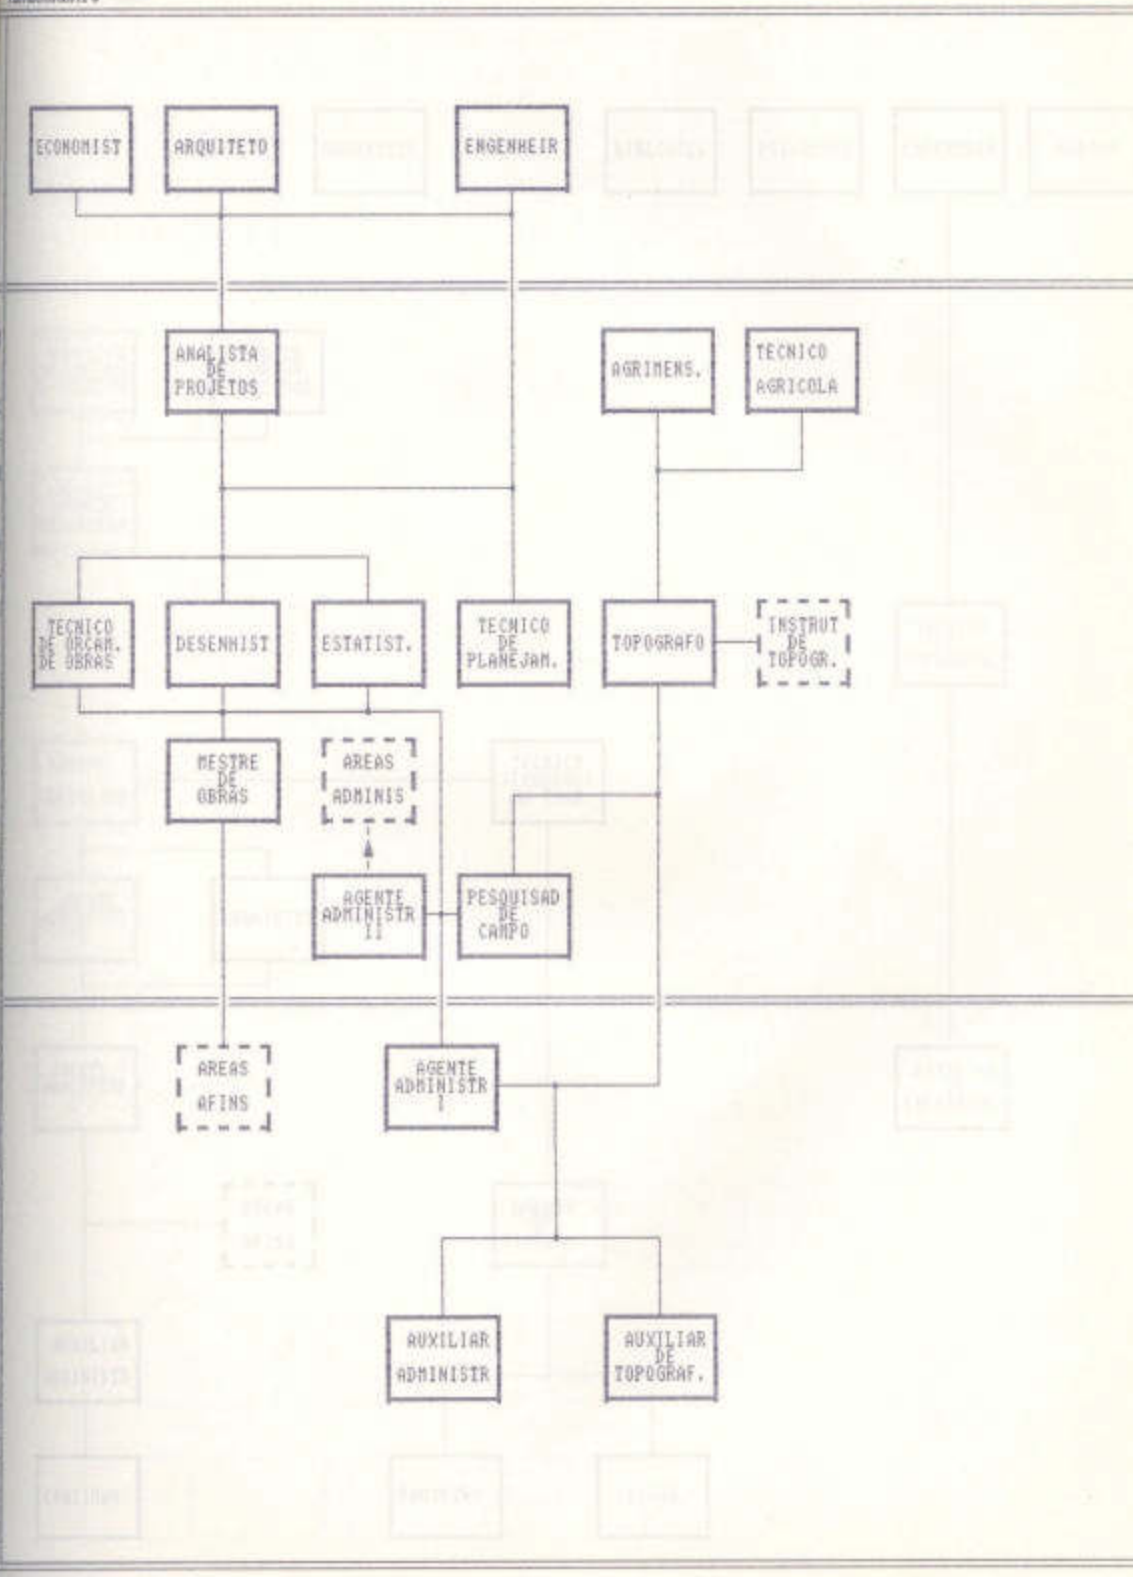 ECONOMIST
ARQUITETO
ENGENHEIR
ANALISTA
DE
PROJETOS
AGRIMENS.
TECNICO
AGRICOLA
TECNICO
DE ORCAM.
DE OBRAS
DESENHIST
ESTATIST.
TECNICO
DE
PLANEJAM.
TOPOGRAFO
INSTRUT
DE
TOPOGR.
MESTRE
DE
OBRAS
AREAS
ADMINIS
AGENTE
ADMINISTR
II
PESQUISAD
DE
CAMPO
AREAS
AFINS
AGENTE
ADMINISTR
I
AUXILIAR
ADMINISTR
AUXILIAR
DE
TOPOGRAF.